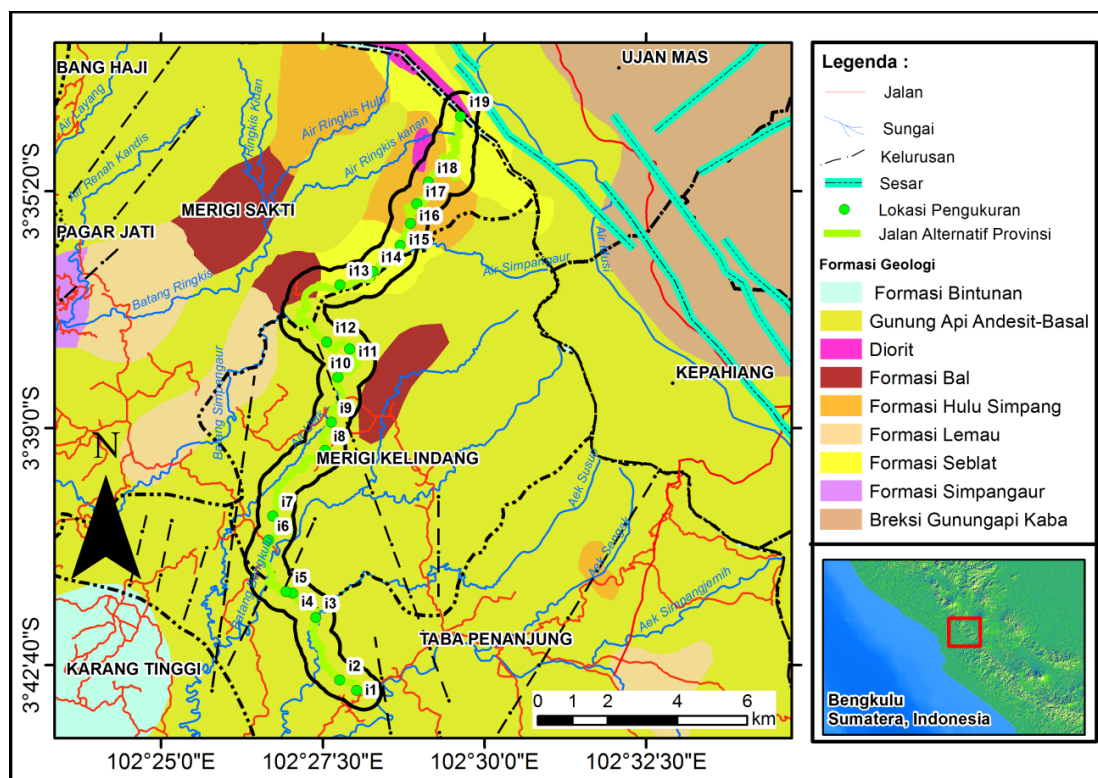 BANG HAJI
UJAN MAS
Air Layang
Ringkis Kidan
Air Ringkis Hulu
Air Renah Kandis
Air Ringkis kanan
i19
i18
i17
i16
i15
i14
i13
MERIGI SAKTI
PAGAR JATI
Batang Ringkis
Air Simpangaur
Air Musi
i12
i11
i10
i9
i8
KEPAHIANG
Batang Simpangaur
MERIGI KELINDANG
Aek Susup
i7
i6
Aek Sengak
i5
i4
i3
Aek Simpangjernih
TABA PENANJUNG
KARANG TINGGI
i2
i1
N
0 2 4 6
km
3°35'20"S
3°39'0"S
3°42'40"S
102°25'0"E 102°27'30"E 102°30'0"E 102°32'30"E
Legenda :
Jalan
Sungai
Kelurusan
Sesar
Lokasi Pengukuran
Jalan Alternatif Provinsi
Formasi Geologi
Formasi Bintunan
Gunung Api Andesit-Basal
Diorit
Formasi Bal
Formasi Hulu Simpang
Formasi Lemau
Formasi Seblat
Formasi Simpangaur
Breksi Gunungapi Kaba
Bengkulu
Sumatera, Indonesia